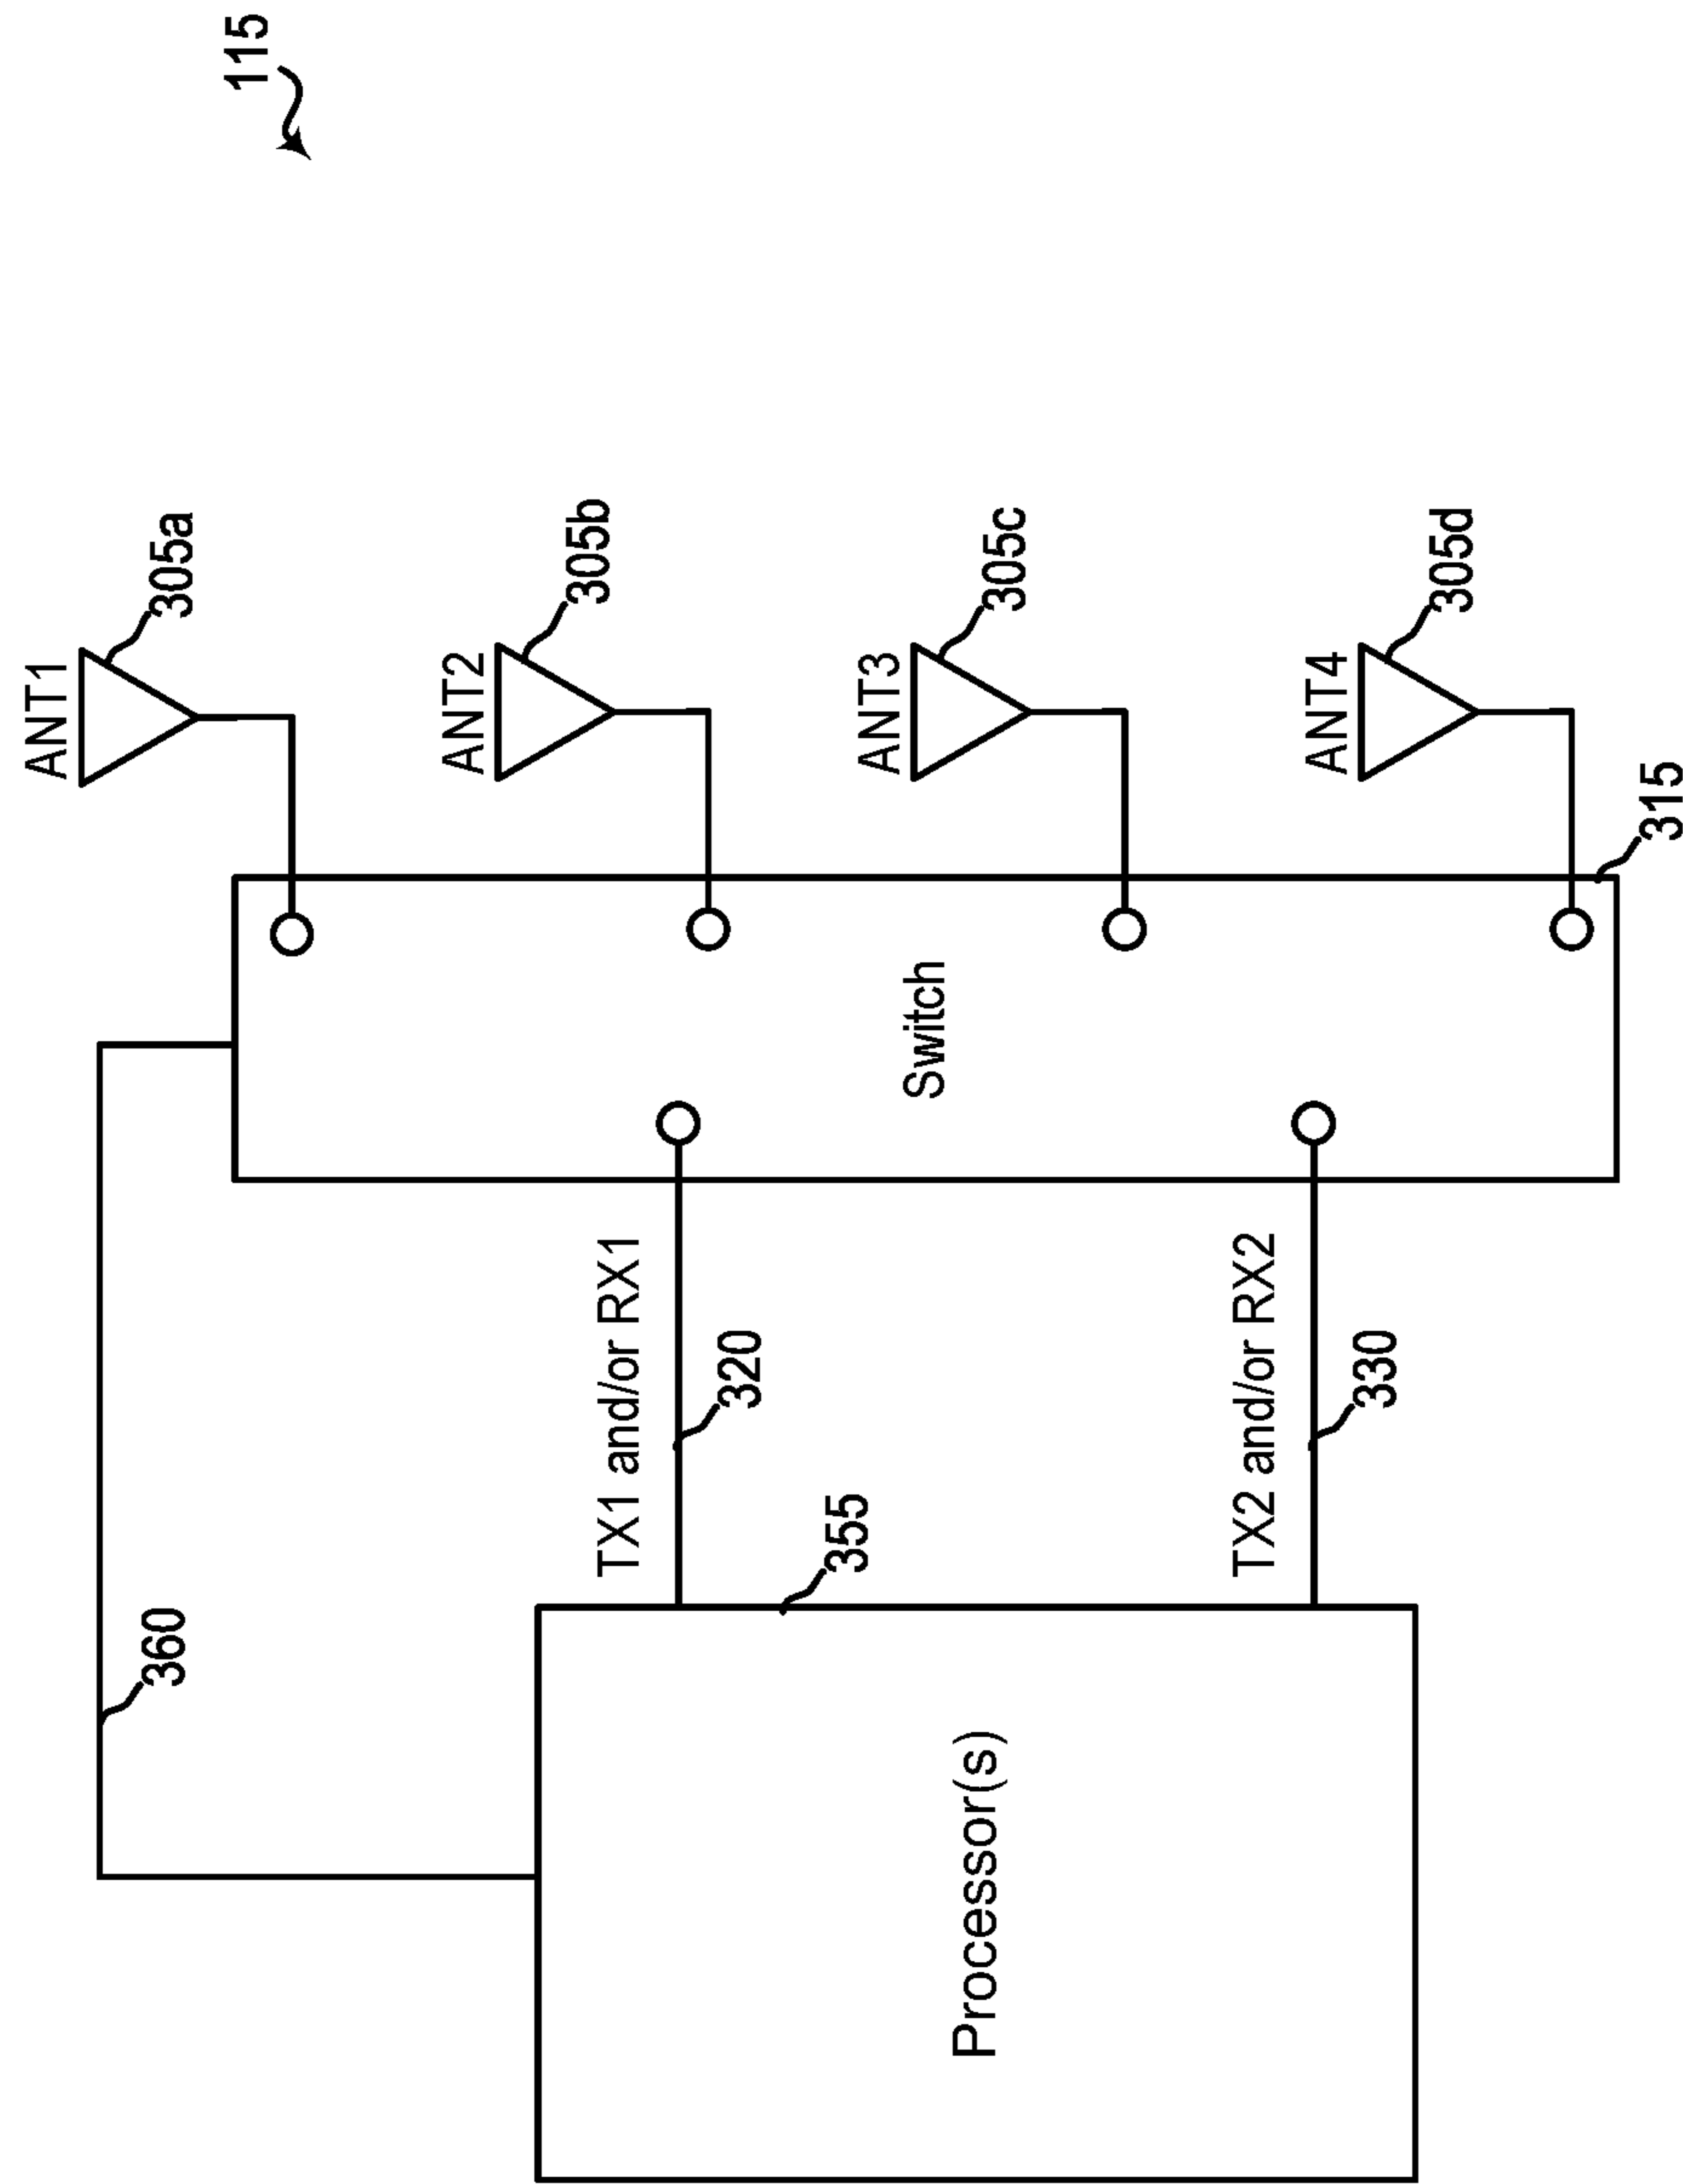 115
ANT1
305a
ANT2
305b
ANT3
305c
ANT4
305d
315
Switch
TX1 and/or RX1
320
TX2 and/or RX2
330
355
360
Processor(s)